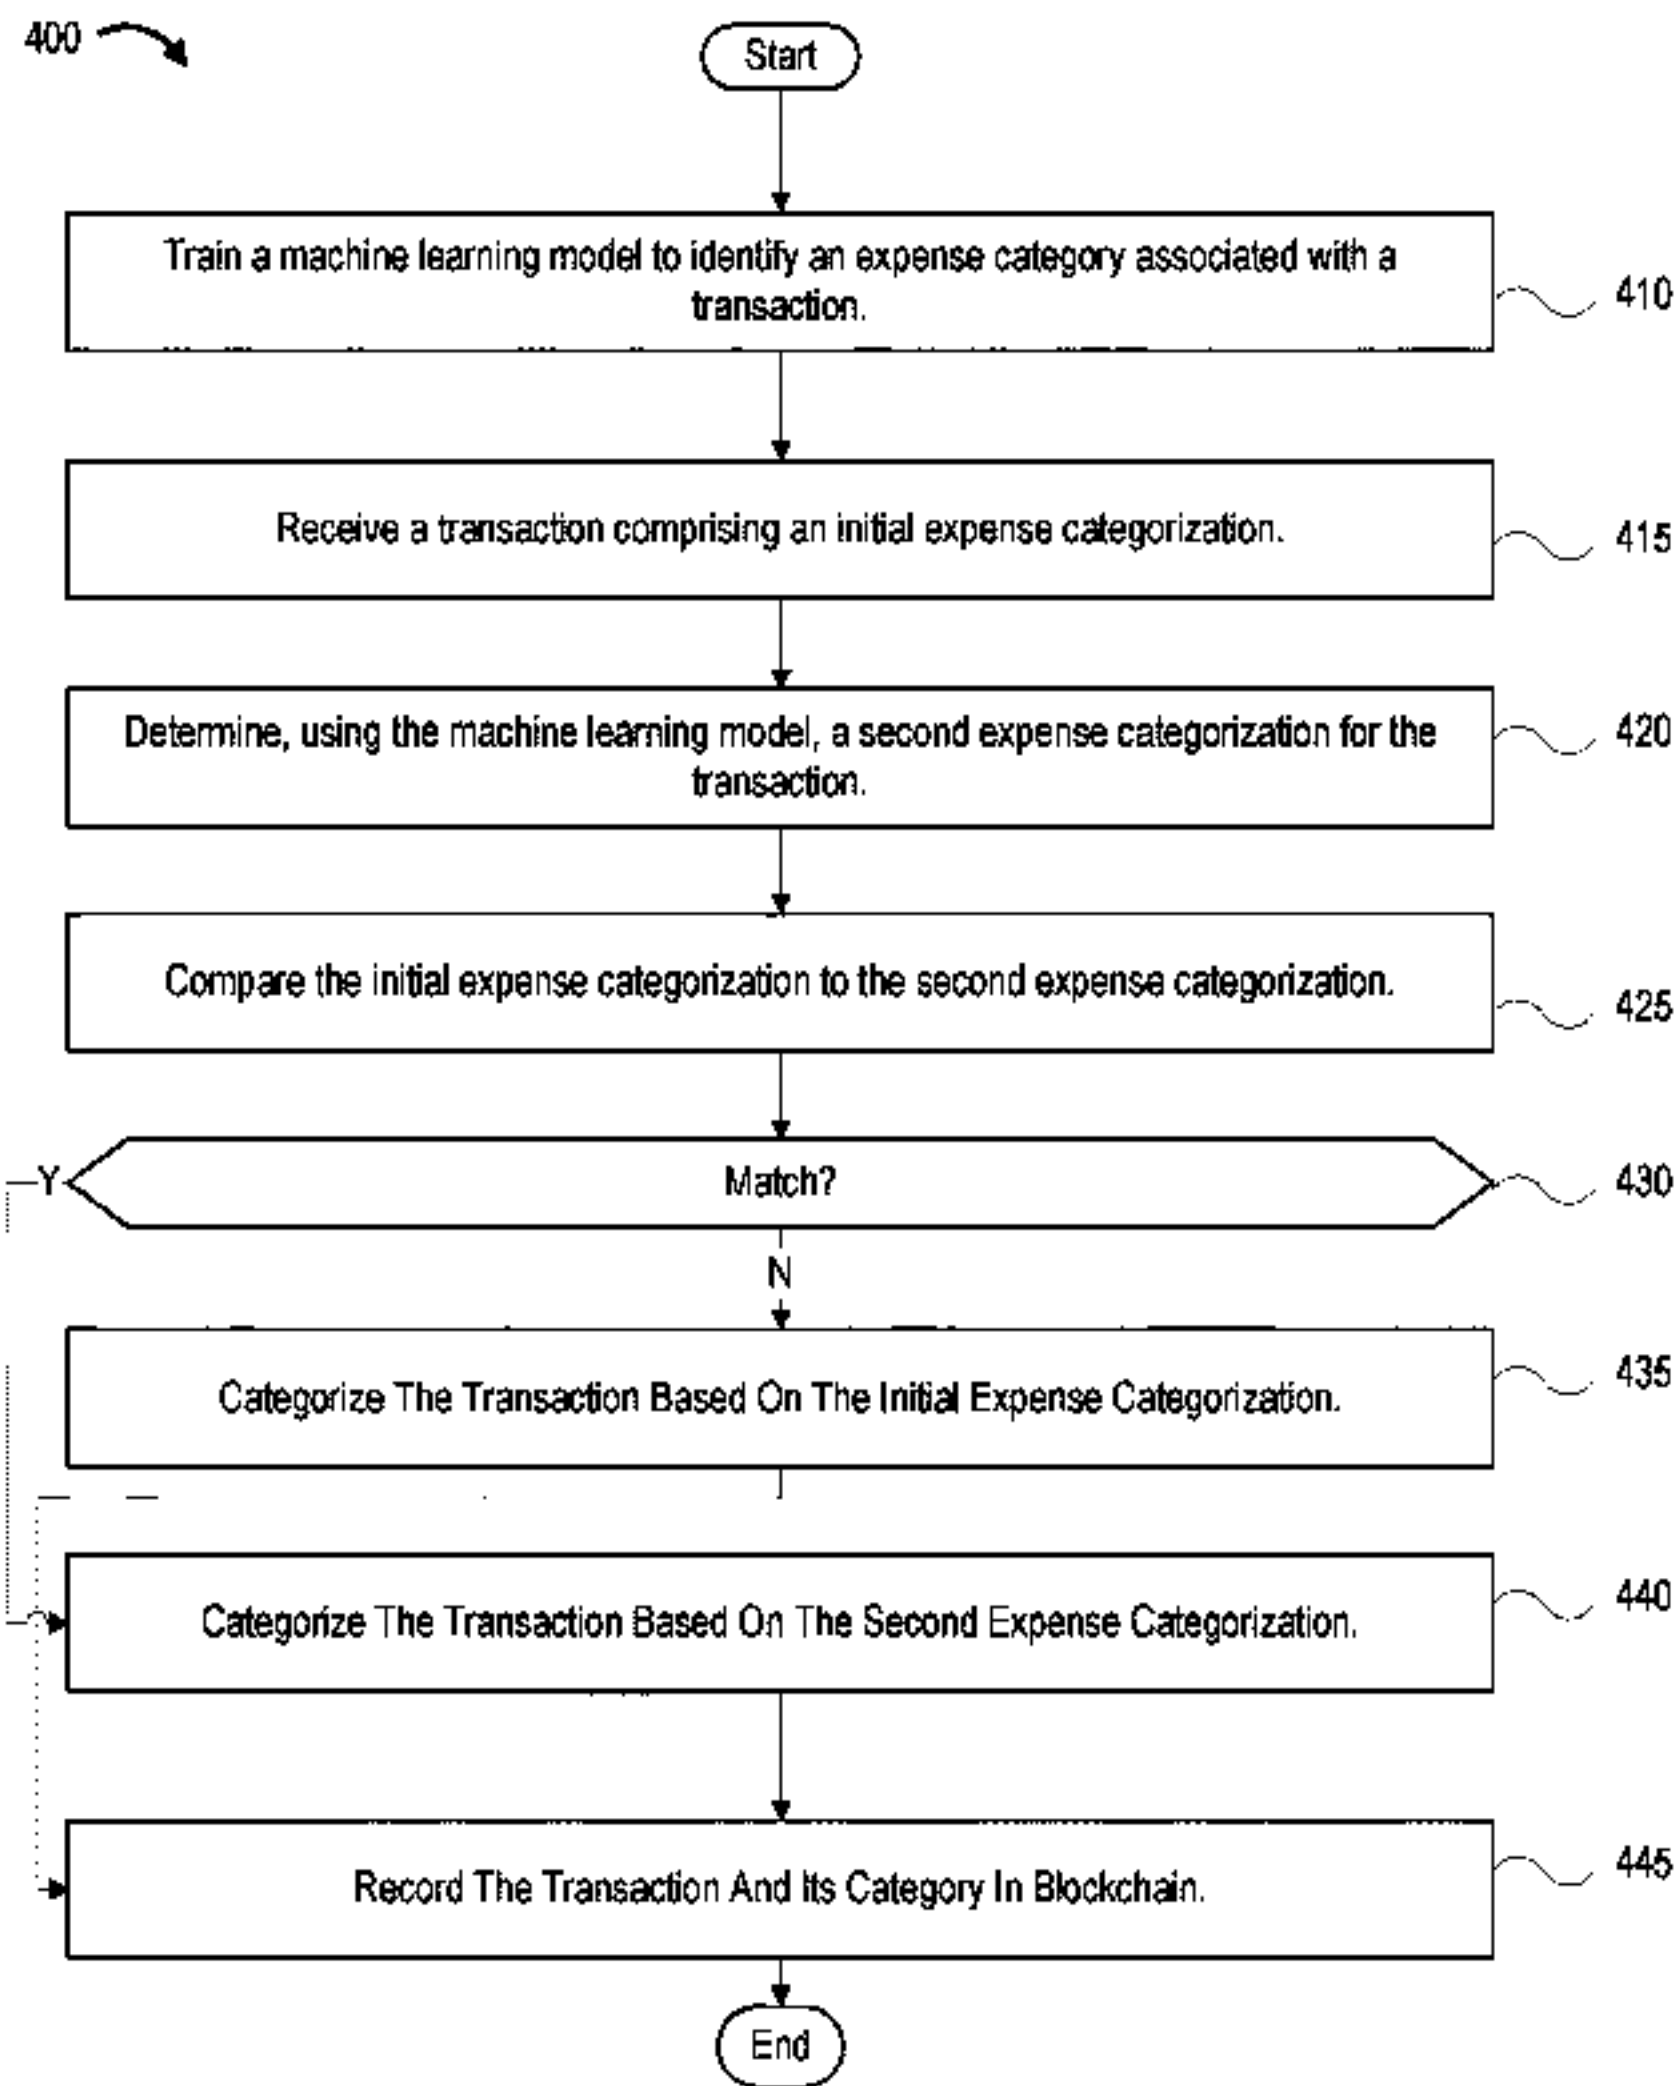 400
Start
Train a machine learning model to identify an expense category associated with a
transaction.
410
Receive a transaction comprising an initial expense categorization.
415
Determine, using the machine learning model, a second expense categorization for the
transaction.
420
Compare the initial expense categorization to the second expense categorization.
425
Y
Match?
430
N
Categorize The Transaction Based On The Initial Expense Categorization.
435
Categorize The Transaction Based On The Second Expense Categorization.
440
Record The Transaction And Its Category In Blockchain.
445
End